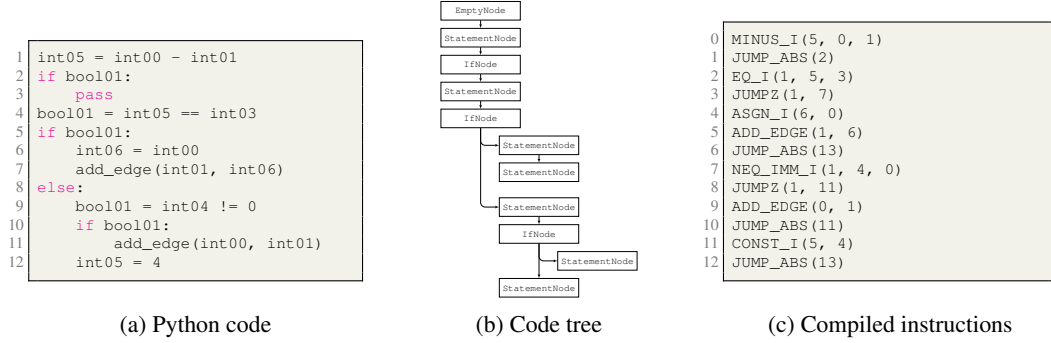 1 int05 = int00 - int01
2 if bool01:
3 pass
4 bool01 = int05 == int03
5 if bool01:
6 int06 = int00
7 add_edge(int01, int06)
8 else:
9 bool01 = int04 != 0
10 if bool01:
11 add_edge(int00, int01)
12 int05 = 4
(a) Python code
EmptyNode
StatementNode
IfNode
StatementNode
IfNode
StatementNode
StatementNode
StatementNode
IfNode
StatementNode
StatementNode
(b) Code tree
0 MINUS_I(5, 0, 1)
1 JUMP_ABS(2)
2 EQ_I(1, 5, 3)
3 JUMPZ(1, 7)
4 ASGN_I(6, 0)
5 ADD_EDGE(1, 6)
6 JUMP_ABS(13)
7 NEQ_IMM_I(1, 4, 0)
8 JUMPZ(1, 11)
9 ADD_EDGE(0, 1)
10 JUMP_ABS(11)
11 CONST_I(5, 4)
12 JUMP_ABS(13)
(c) Compiled instructions